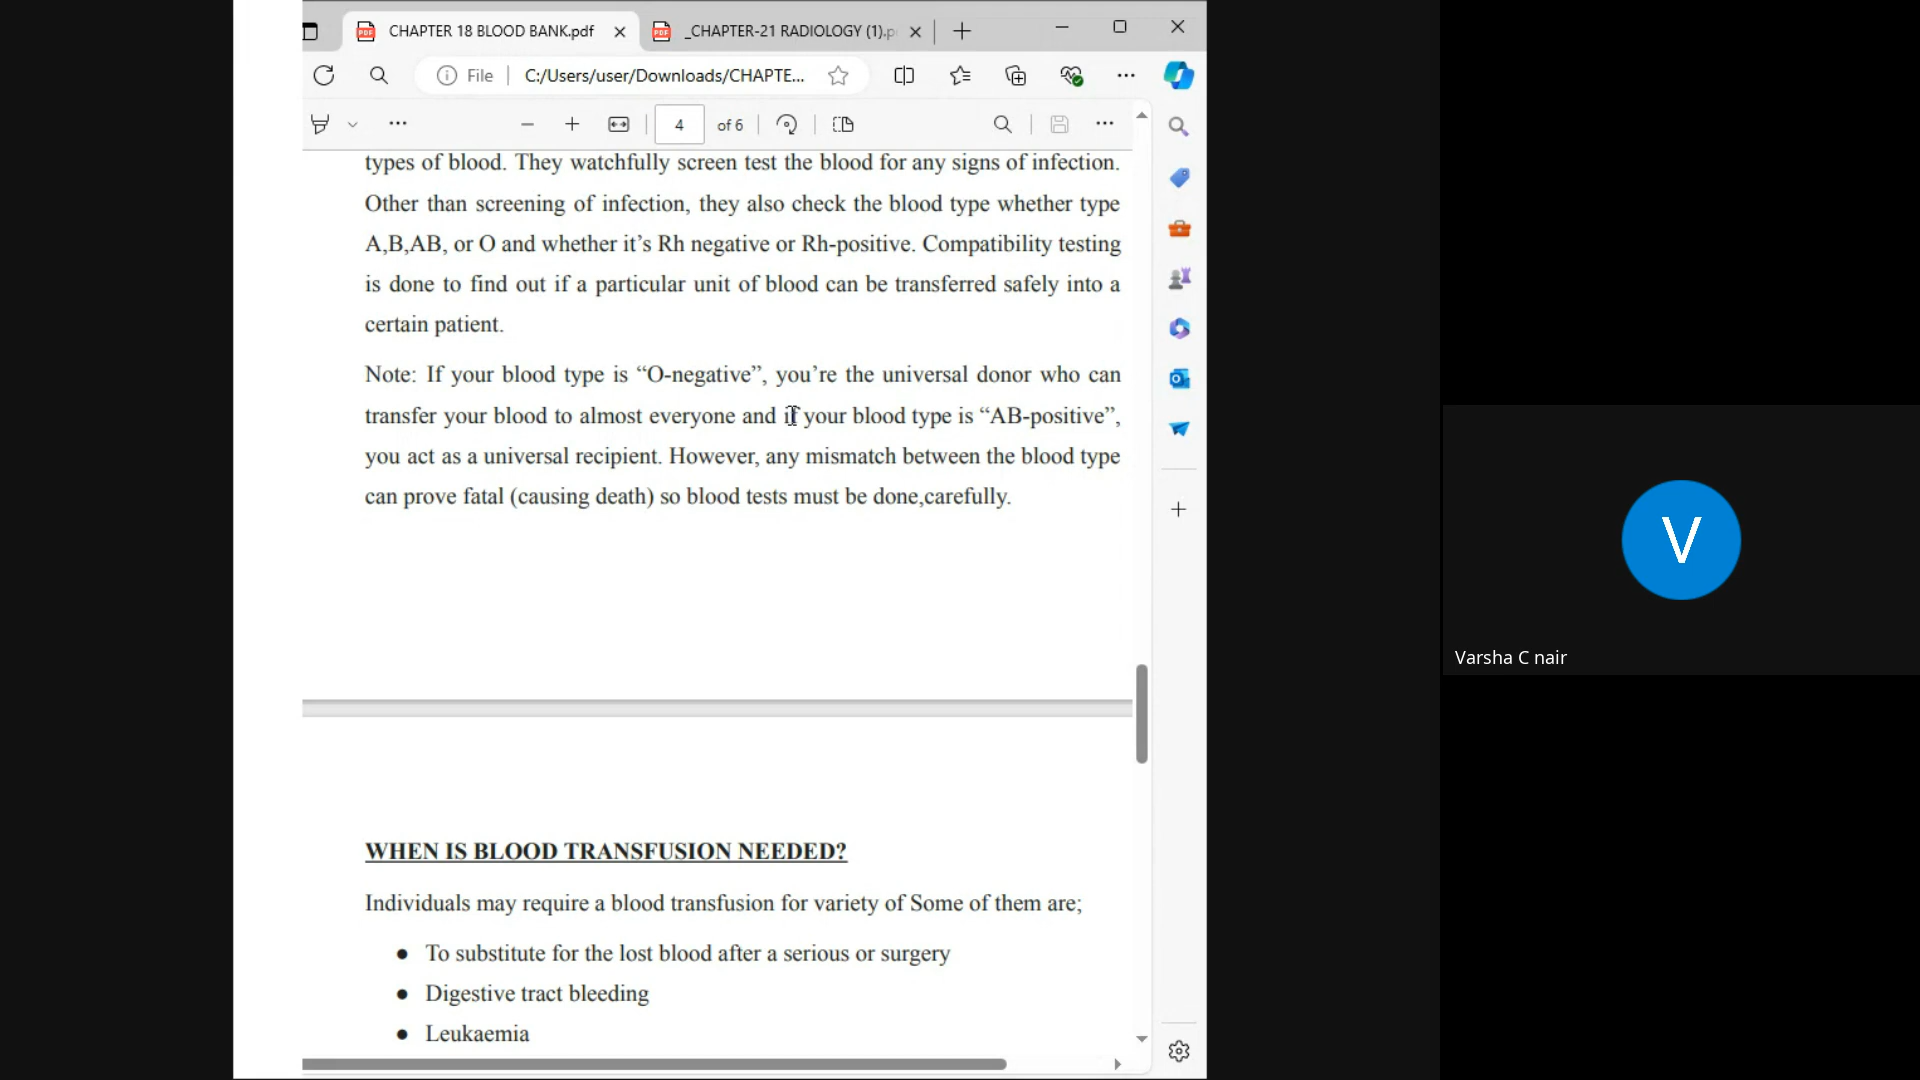 CHAPTER 18 BLOOD BANK.pdf
_CHAPTER-21 RADIOLOGY (1).p
File
C:/Users/user/Downloads/CHAPTE...
4 of 6
types of blood. They watchfully screen test the blood for any signs of infection.
Other than screening of infection, they also check the blood type whether type
A,B,AB, or O and whether it’s Rh negative or Rh-positive. Compatibility testing
is done to find out if a particular unit of blood can be transferred safely into a
certain patient.
Note: If your blood type is “O-negative”, you’re the universal donor who can
transfer your blood to almost everyone and if your blood type is “AB-positive”,
you act as a universal recipient. However, any mismatch between the blood type
can prove fatal (causing death) so blood tests must be done,carefully.
WHEN IS BLOOD TRANSFUSION NEEDED?
Individuals may require a blood transfusion for variety of Some of them are;
● To substitute for the lost blood after a serious or surgery
● Digestive tract bleeding
● Leukaemia
V
Varsha C nair